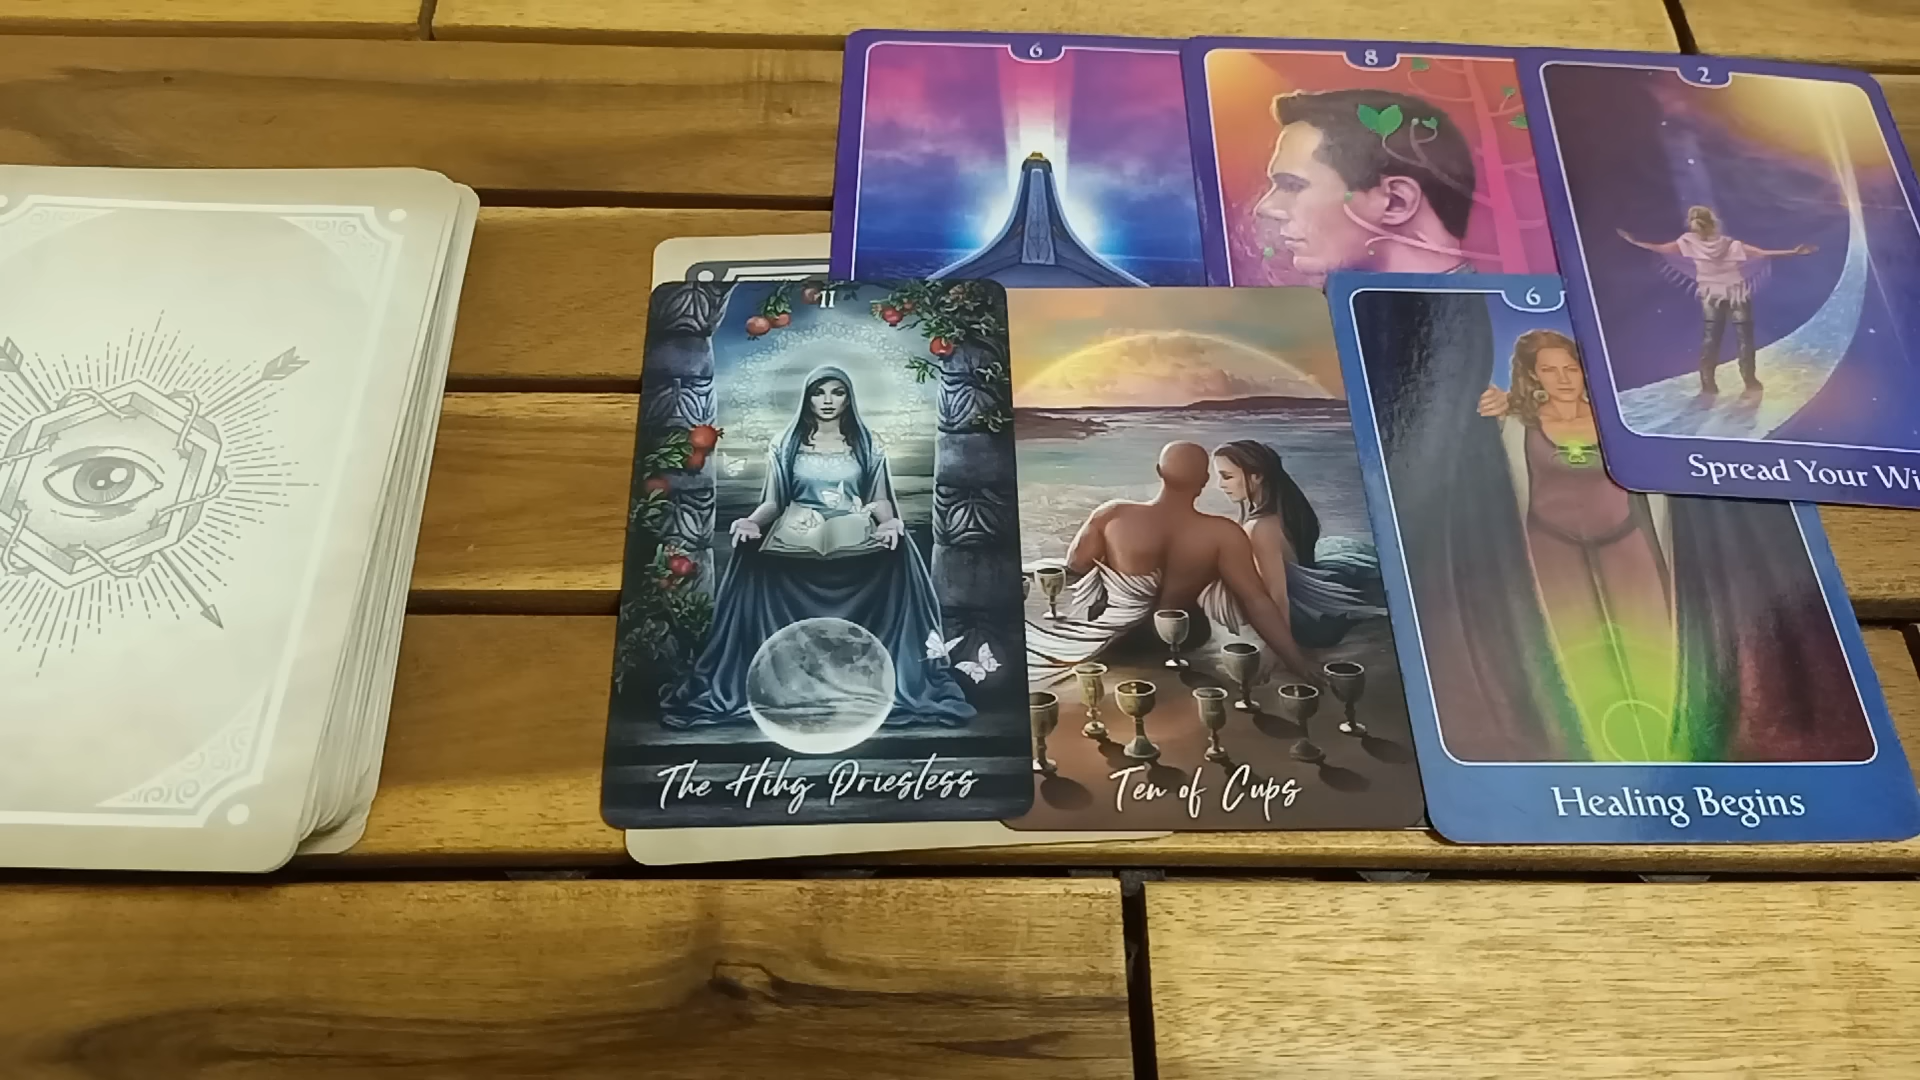 6
8
2
Spread Your Wi
II
6
The Hihg Priestess
Ten of Cups
Healing Begins